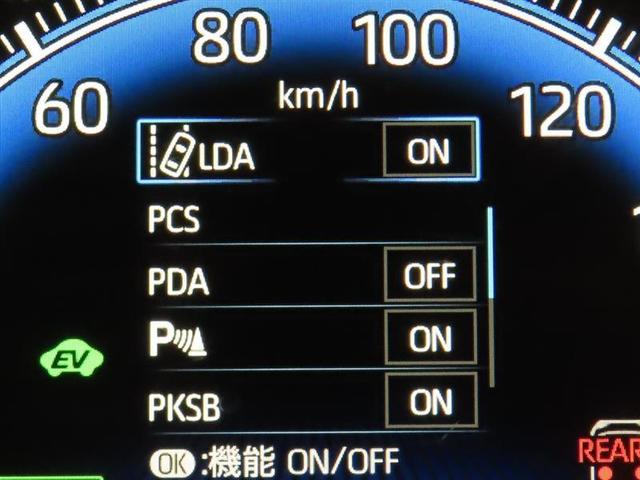 80 100
60 km/h 120
LDA ON
PCS
PDA OFF
P ON
EV
PKSB ON
OK:機能 ON/OFF
REAR